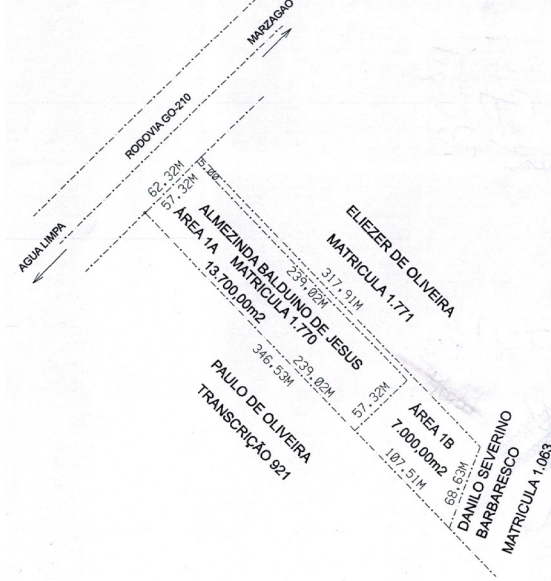 MARZAGAO
RODOVIA GO-210
AGUA LIMPA
62.32M
5.00
57.32M
ALMEZINDA BALDUINO DE JESUS
ÁREA 1A MATRICULA 1.770
13.700,00m2
239,02M
317.91M
ELIEZER DE OLIVEIRA
MATRICULA 1.771
239.02M
346.53M
PAULO DE OLIVEIRA
TRANSCRIÇÃO 921
57.32M
ÁREA 1B
7.000,00m2
107.51M
68.63M
DANILO SEVERINO
BARBARESCO
MATRICULA 1.063